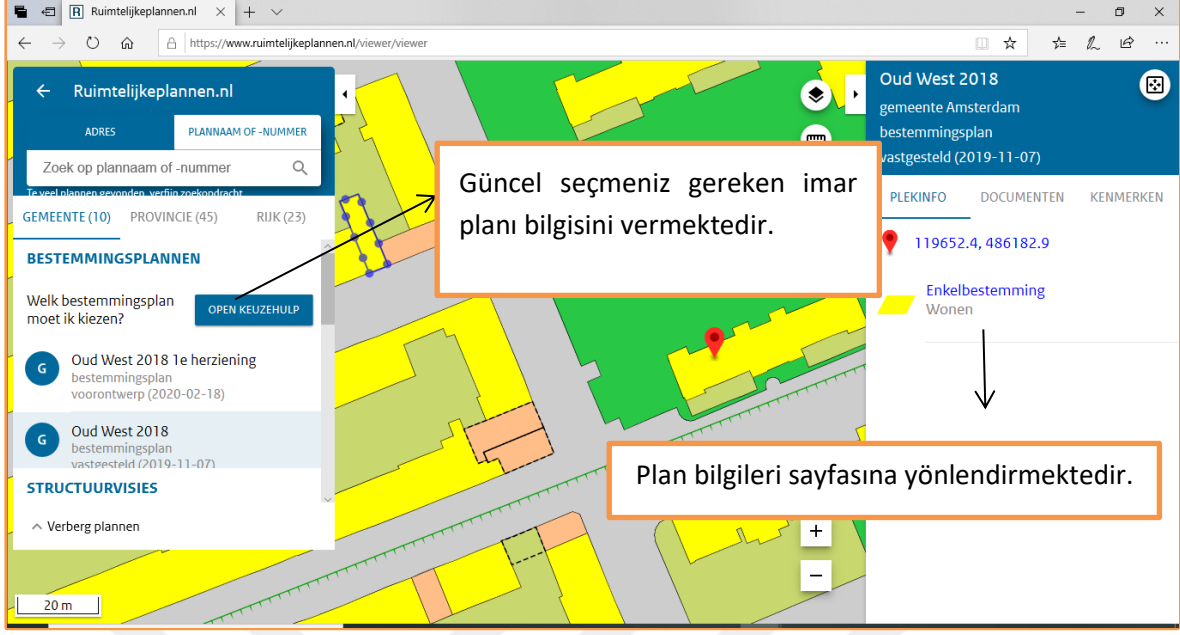 Ruimtelijkeplannen.nl
https://www.ruimtelijkeplannen.nl/viewer/viewer
Ruimtelijkeplannen.nl
ADRES
PLANNAAM OF -NUMMER
Zoek op plannaam of -nummer
Te veel plannen gevonden, verfijn zoekopdracht
GEMEENTE (10)
PROVINCIE (45)
RIJK (23)
BESTEMMINGSPLANNEN
Welk bestemmingsplan
moet ik kiezen?
OPEN KEUZEHULP
G
Oud West 2018 1e herziening
bestemmingsplan
voorontwerp (2020-02-18)
G
Oud West 2018
bestemmingsplan
vastgesteld (2019-11-07)
STRUCTUURVISIES
Verberg plannen
20 m
Güncel seçmeniz gereken imar
planı bilgisini vermektedir.
Plan bilgileri sayfasına yönlendirmektedir.
+
−
Oud West 2018
gemeente Amsterdam
bestemmingsplan
vastgesteld (2019-11-07)
PLEKINFO
DOCUMENTEN
KENMERKEN
119652.4, 486182.9
Enkelbestemming
Wonen